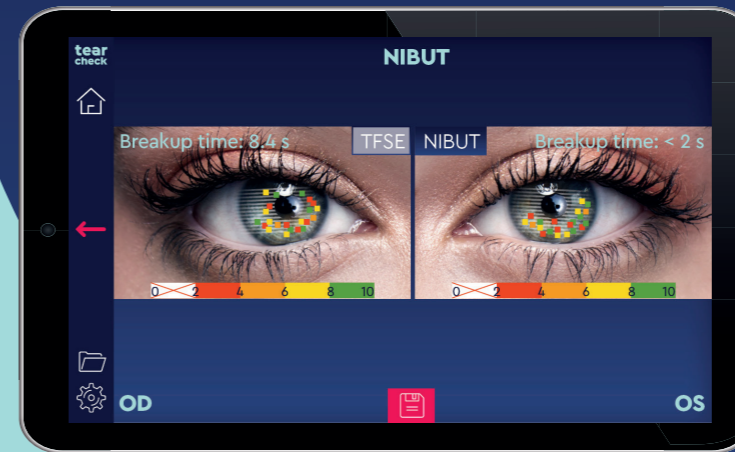 tear
check
NIBUT
Breakup time: 8.4 s
TFSE
NIBUT
Breakup time: < 2 s
0 2 4 6 8 10
0 2 4 6 8 10
OD
OS